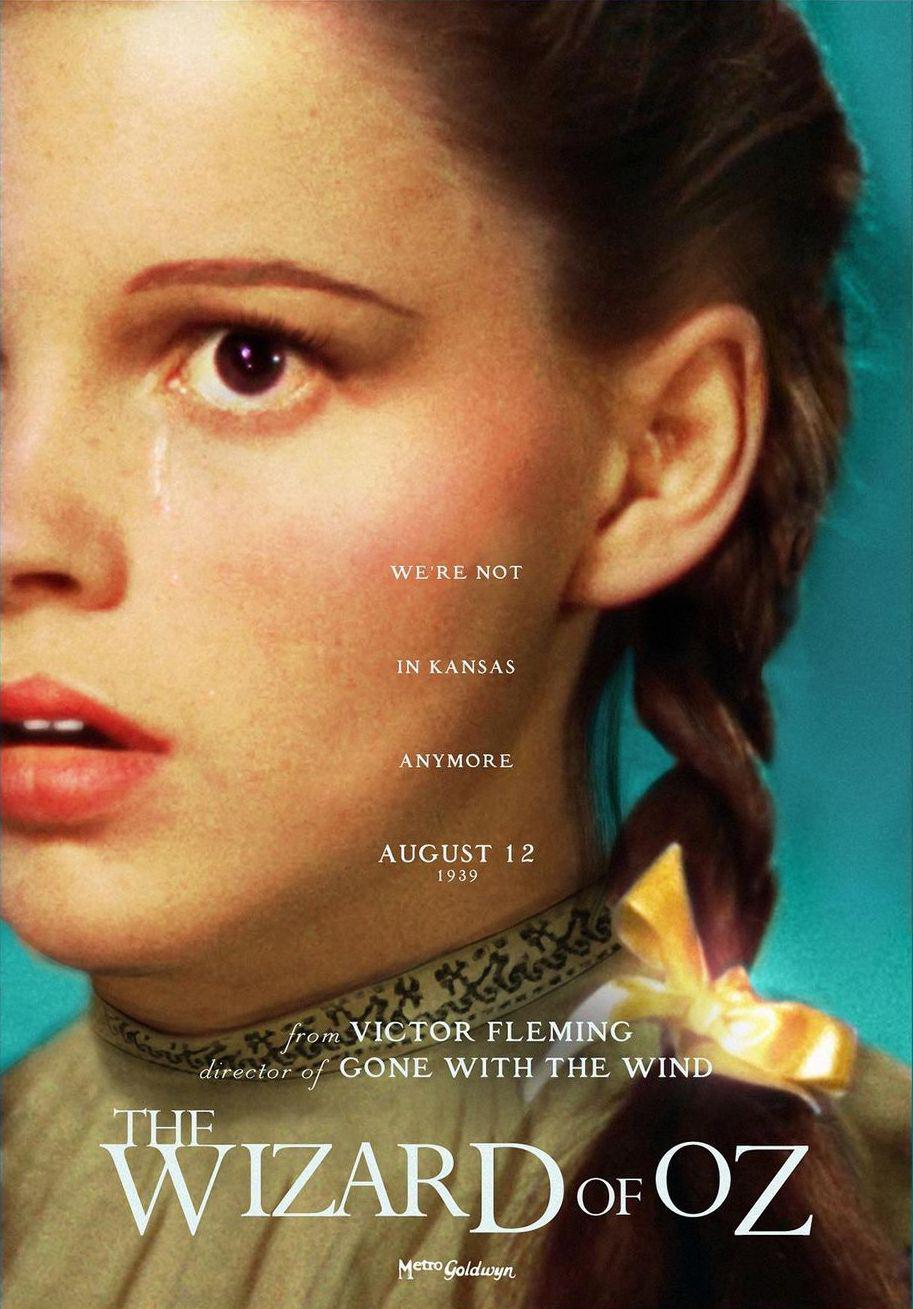 WE'RE NOT
IN KANSAS
ANYMORE
AUGUST 12
1939
from VICTOR FLEMING
director of GONE WITH THE WIND
THE
WIZARD OF OZ
Metro Goldwyn